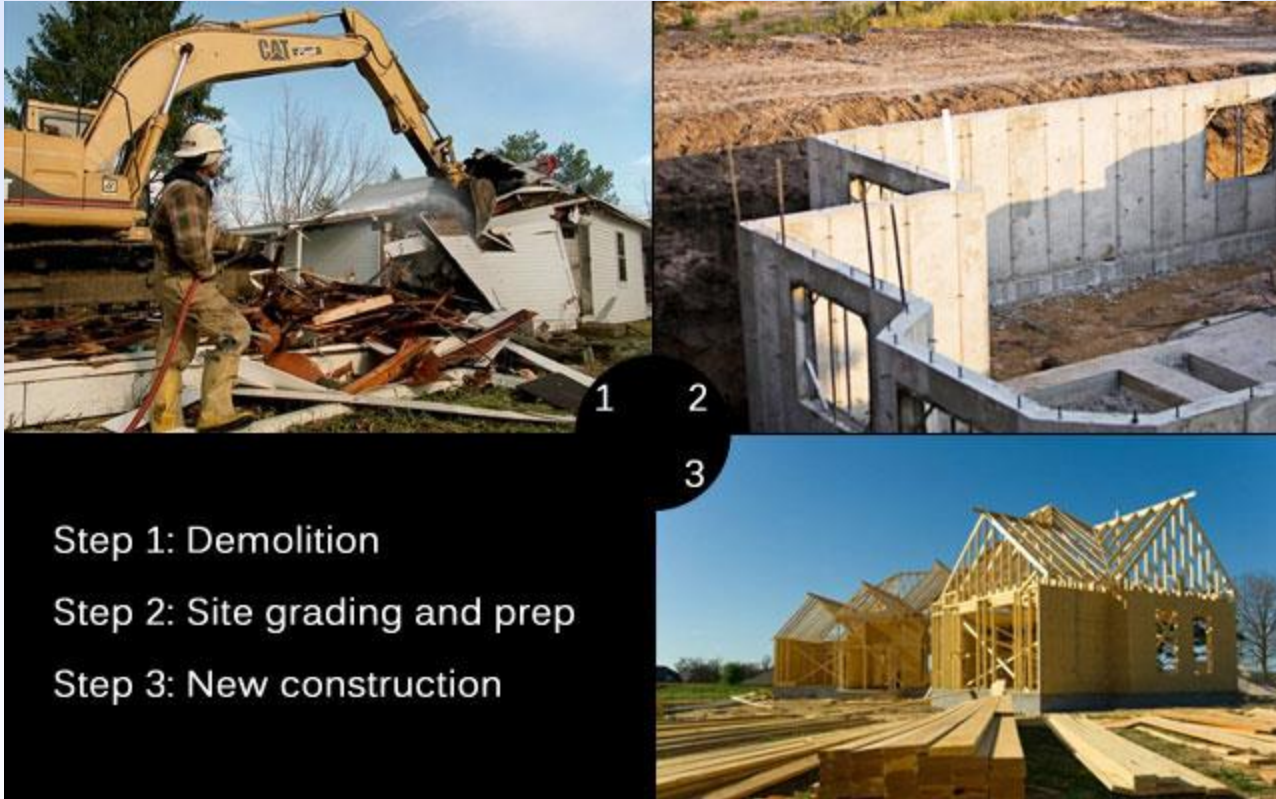 CAT
1
2
3
Step 1: Demolition
Step 2: Site grading and prep
Step 3: New construction